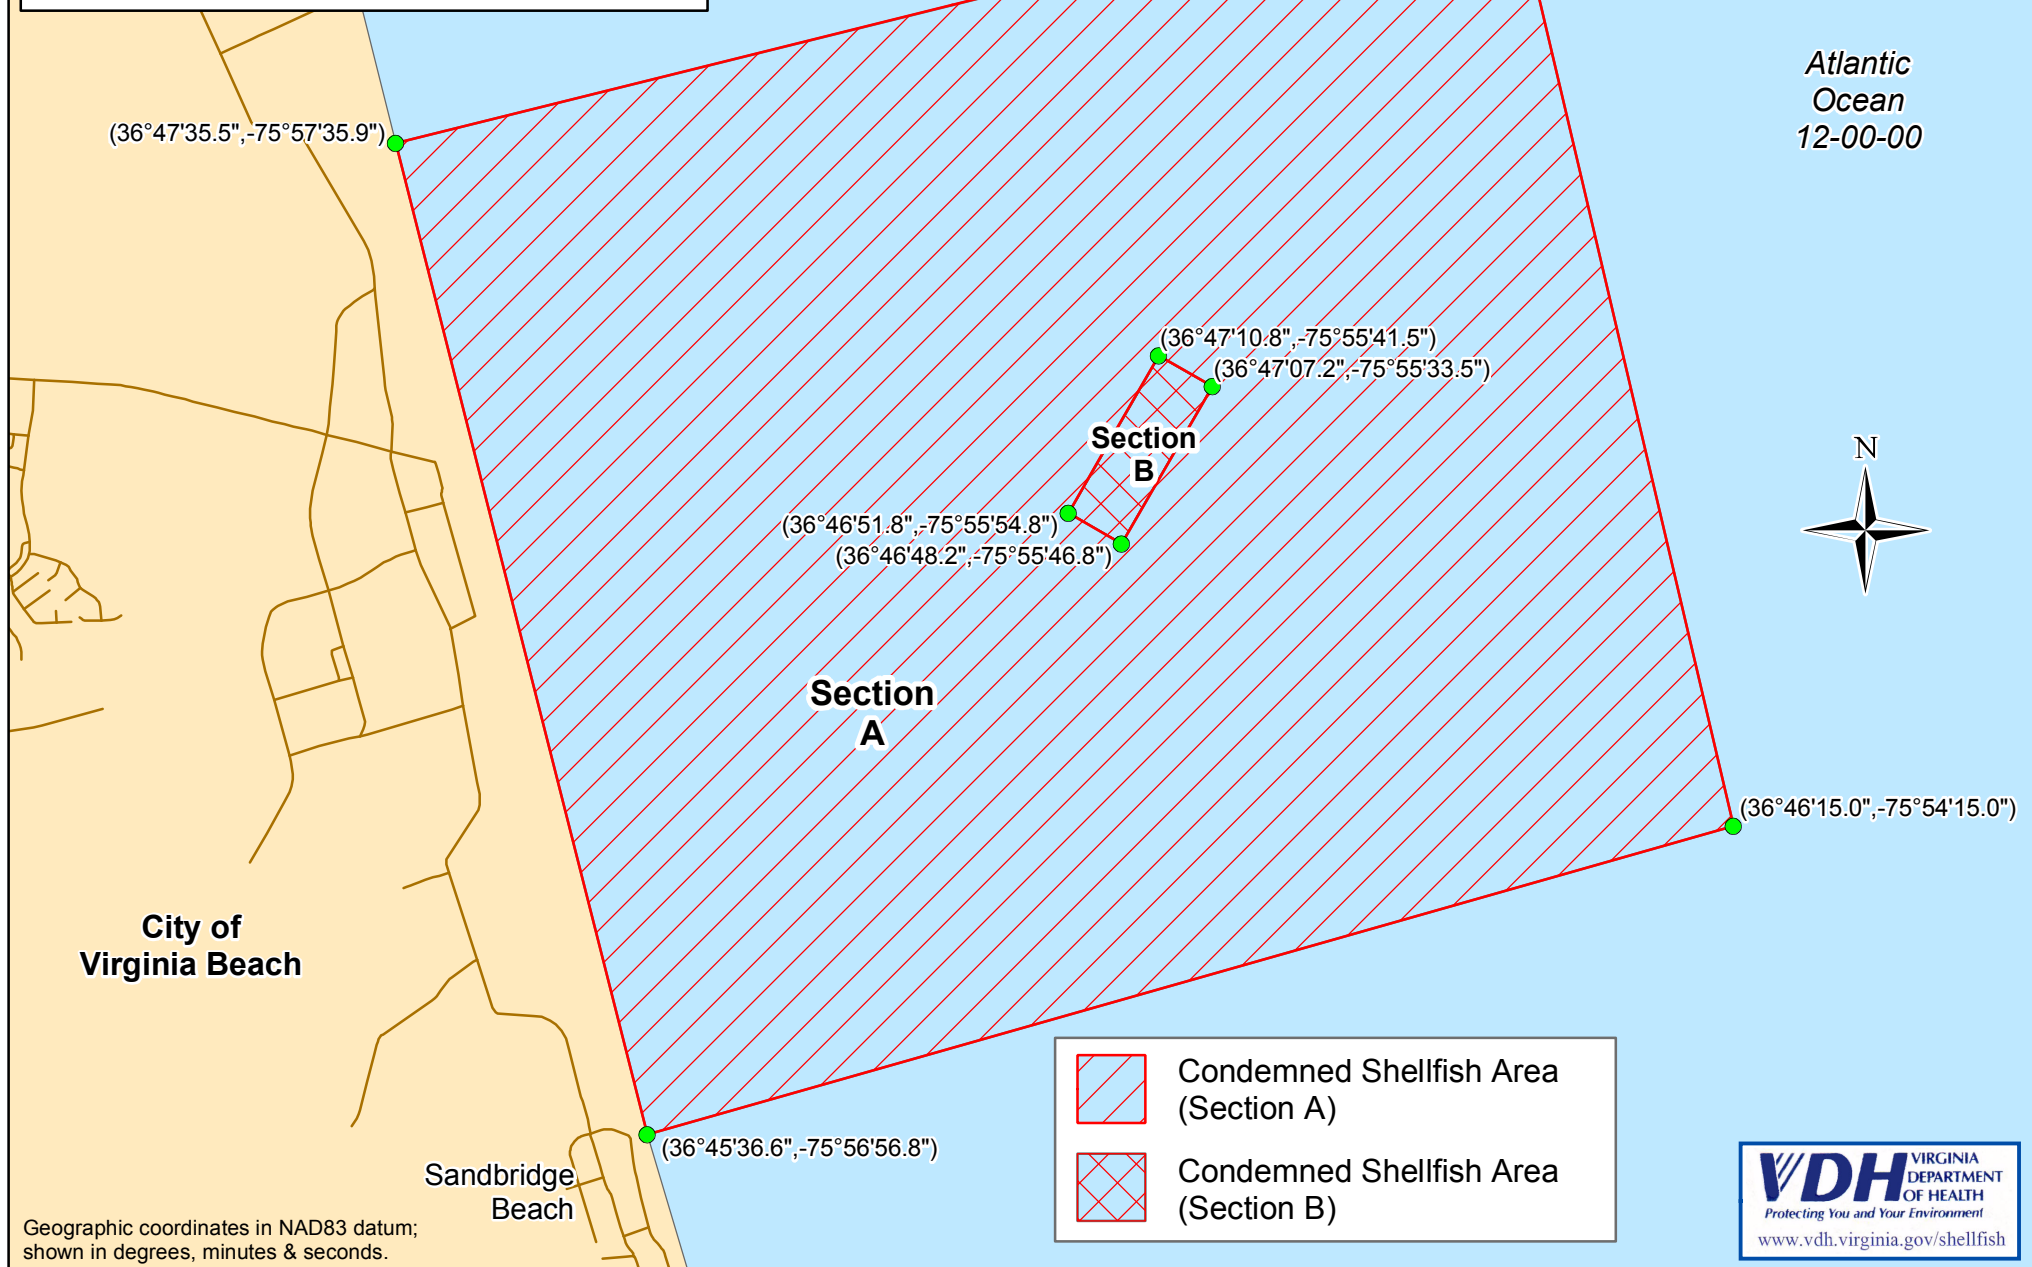 Atlantic
Ocean
12-00-00
(36°47'35.5",-75°57'35.9")
(36°47'10.8",-75°55'41.5")
(36°47'07.2",-75°55'33.5")
Section
B
N
(36°46'51.8",-75°55'54.8")
(36°46'48.2",-75°55'46.8")
Section
A
(36°46'15.0",-75°54'15.0")
City of
Virginia Beach
Condemned Shellfish Area
(Section A)
(36°45'36.6",-75°56'56.8")
Sandbridge
Beach
Condemned Shellfish Area
(Section B)
Geographic coordinates in NAD83 datum;
shown in degrees, minutes & seconds.
VDH VIRGINIA
DEPARTMENT
OF HEALTH
Protecting You and Your Environment
www.vdh.virginia.gov/shellfish